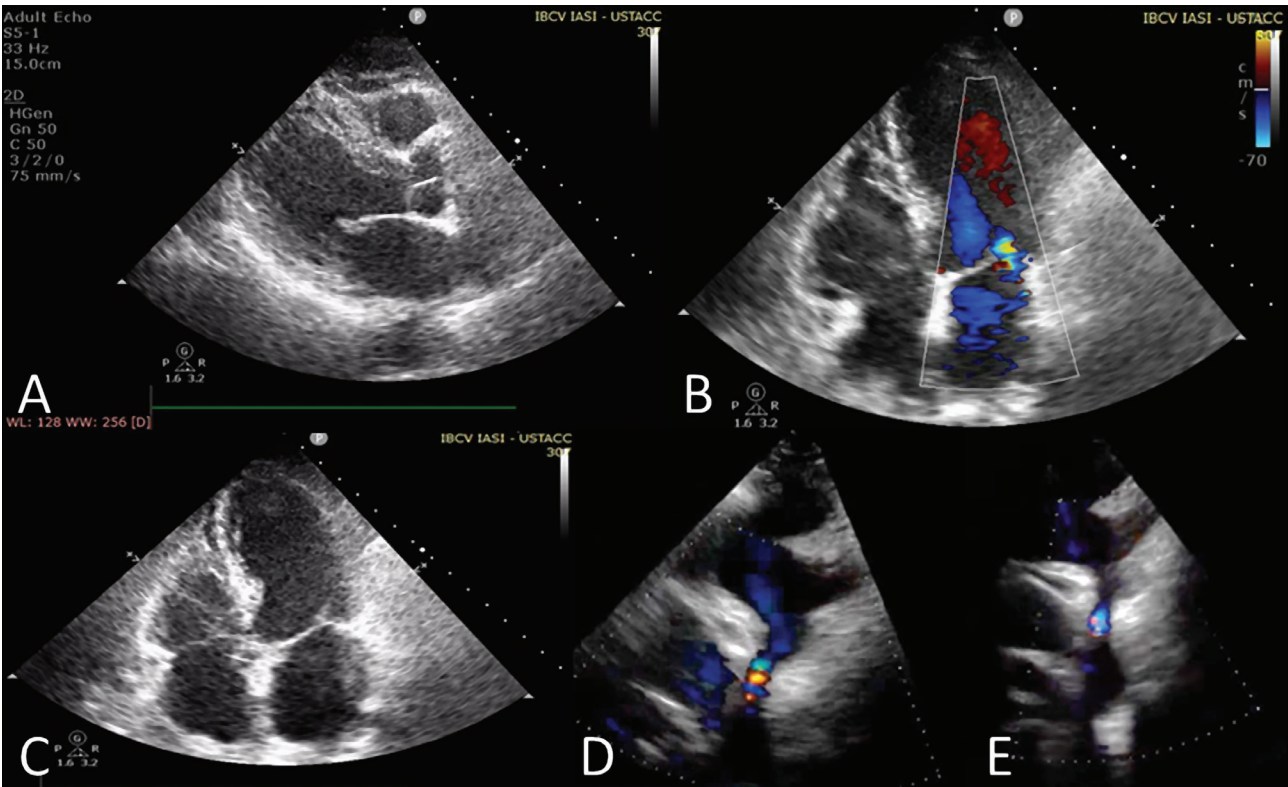 Adult Echo
S5-1
33 Hz
15.0cm
2D
HGen
Gn 50
C 50
3/2/0
75 mm/s
P
IBCV IASI - USTACC
G
P R
1.6 3.2
A
WL: 128 WW: 256 [D]
P
IBCV IASI - USTACC
cm/s
-70
G
P R
1.6 3.2
B
P
IBCV IASI - USTACC
G
P R
1.6 3.2
C
D
E